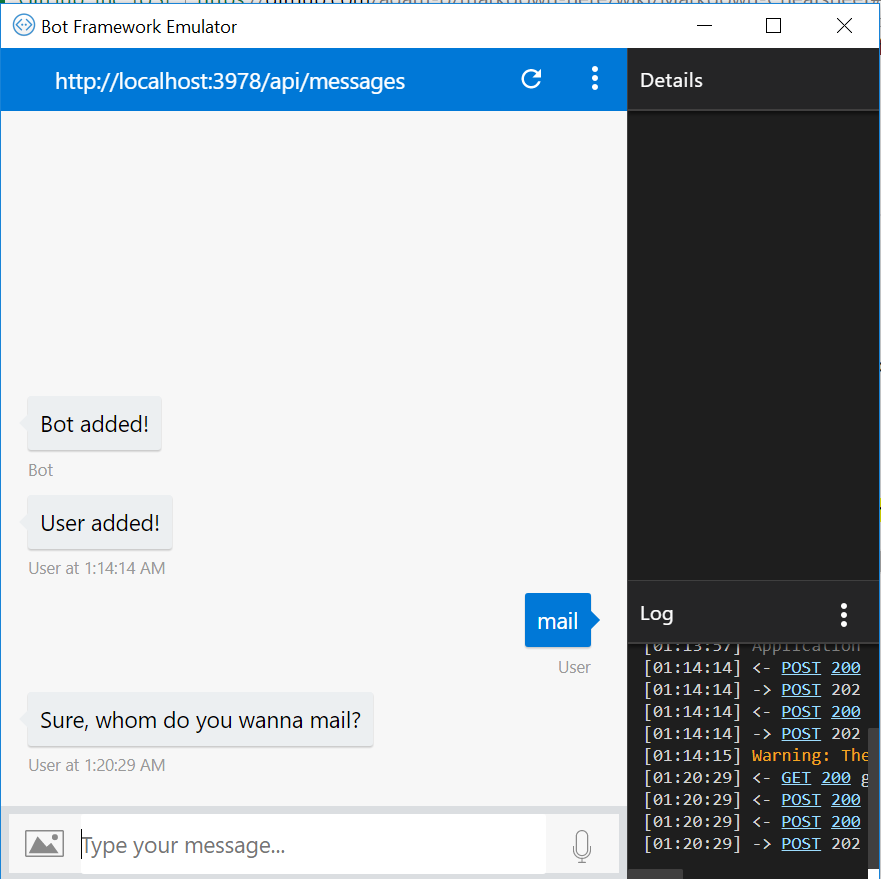 Bot Framework Emulator
http://localhost:3978/api/messages
Details
Bot added!
Bot
User added!
User at 1:14:14 AM
mail
User
Sure, whom do you wanna mail?
User at 1:20:29 AM
Type your message...
Log
[01:13:57] Application
[01:14:14] <- POST 200
[01:14:14] -> POST 202
[01:14:14] <- POST 200
[01:14:14] -> POST 202
[01:14:15] Warning: The
[01:20:29] <- GET 200 g
[01:20:29] <- POST 200
[01:20:29] <- POST 200
[01:20:29] -> POST 202